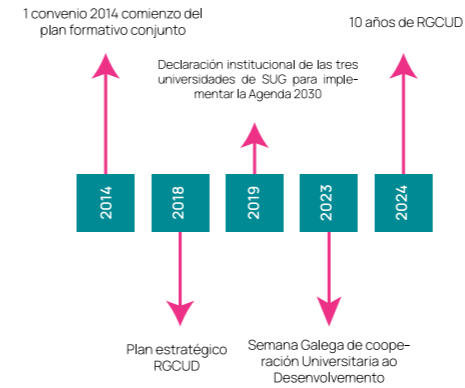 1 convenio 2014 comienzo del
plan formativo conjunto
10 años de RGCUD
Declaración institucional de las tres
universidades de SUG para imple-
mentar la Agenda 2030
2014
2018
2019
2023
2024
Plan estratégico
RGCUD
Semana Galega de coope-
ración Universitaria ao
Desenvolvemento